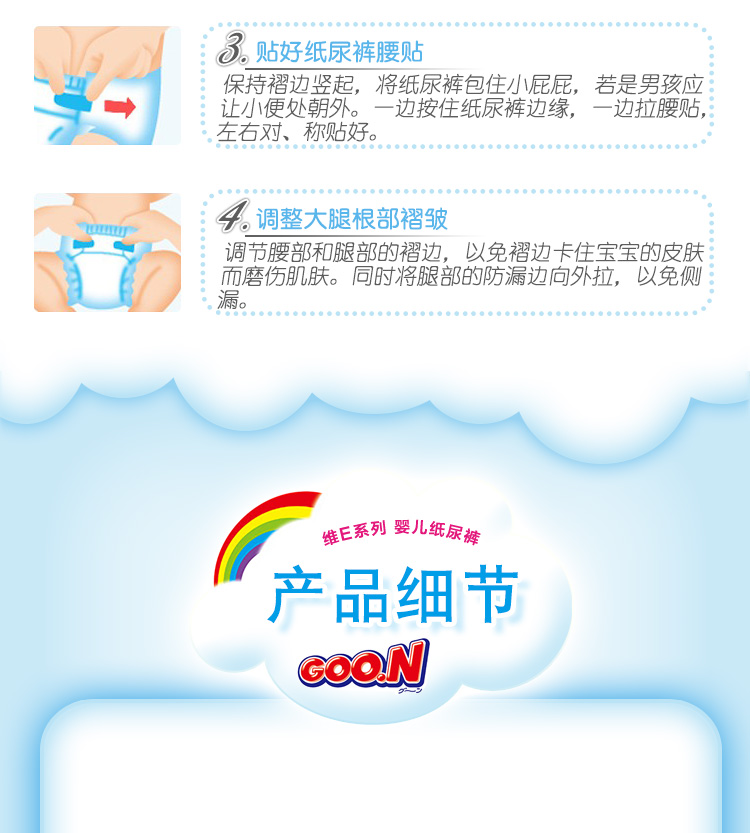 3. 贴好纸尿裤腰贴
保持褶边竖起，将纸尿裤包住小屁屁，若是男孩应
让小便处朝外。一边按住纸尿裤边缘，一边拉腰贴，
左右对、称贴好。
4. 调整大腿根部褶皱
调节腰部和腿部的褶边，以免褶边卡住宝宝的皮肤
而磨伤肌肤。同时将腿部的防漏边向外拉，以免侧
漏。
维E系列 婴儿纸尿裤
产品细节
GOO.N
グ〜ン